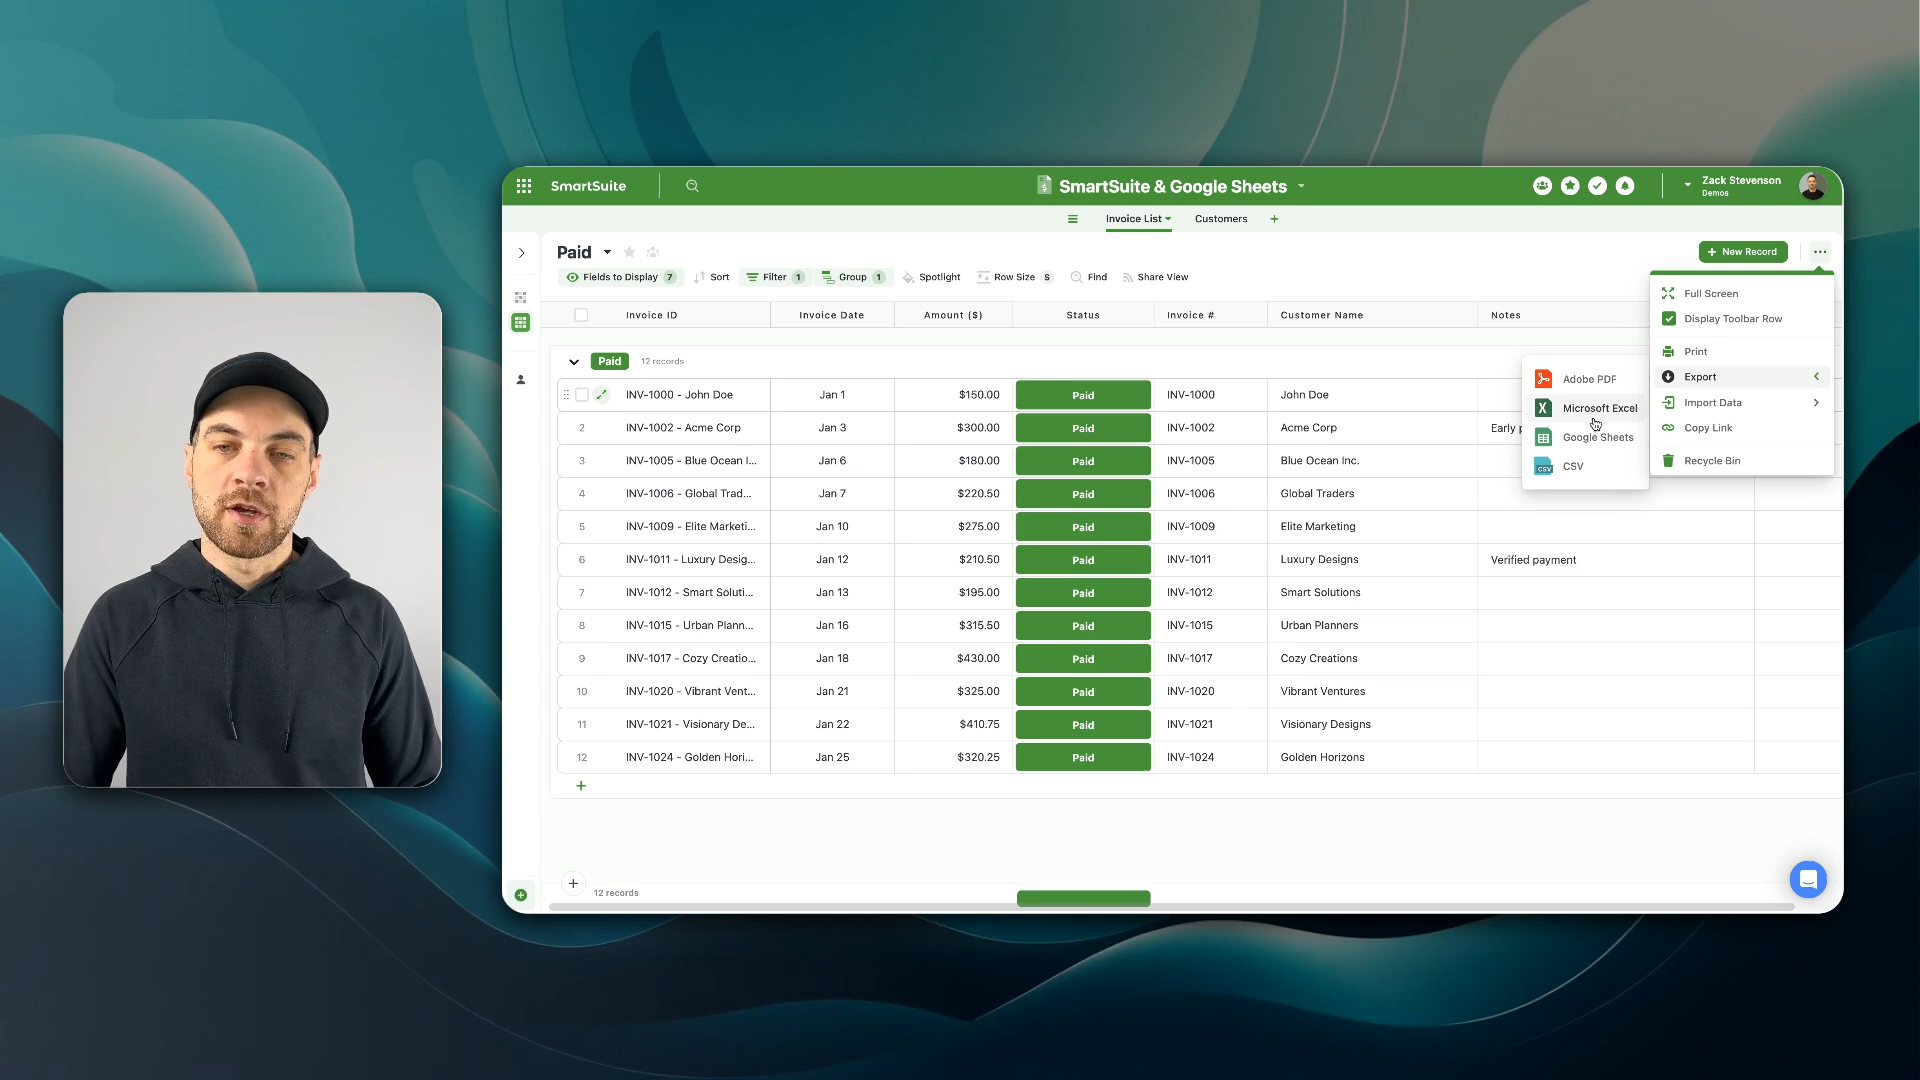 SmartSuite
SmartSuite & Google Sheets
Zack Stevenson
Demos
Invoice List
Customers
Paid
New Record
Fields to Display 7
Sort
Filter 1
Group 1
Spotlight
Row Size S
Find
Share View
Invoice ID Invoice Date Amount ($) Status Invoice # Customer Name Notes
Paid 12 records
INV-1000 - John Doe Jan 1 $150.00 Paid INV-1000 John Doe
2 INV-1002 - Acme Corp Jan 3 $300.00 Paid INV-1002 Acme Corp Early
3 INV-1005 - Blue Ocean I... Jan 6 $180.00 Paid INV-1005 Blue Ocean Inc.
4 INV-1006 - Global Trad... Jan 7 $220.50 Paid INV-1006 Global Traders
5 INV-1009 - Elite Marketi... Jan 10 $275.00 Paid INV-1009 Elite Marketing
6 INV-1011 - Luxury Desig... Jan 12 $210.50 Paid INV-1011 Luxury Designs Verified payment
7 INV-1012 - Smart Soluti... Jan 13 $195.00 Paid INV-1012 Smart Solutions
8 INV-1015 - Urban Plann... Jan 16 $315.50 Paid INV-1015 Urban Planners
9 INV-1017 - Cozy Creatio... Jan 18 $430.00 Paid INV-1017 Cozy Creations
10 INV-1020 - Vibrant Vent... Jan 21 $325.00 Paid INV-1020 Vibrant Ventures
11 INV-1021 - Visionary De... Jan 22 $410.75 Paid INV-1021 Visionary Designs
12 INV-1024 - Golden Hori... Jan 25 $320.25 Paid INV-1024 Golden Horizons
12 records
Full Screen
Display Toolbar Row
Print
Export
Import Data
Copy Link
Recycle Bin
Adobe PDF
Microsoft Excel
Google Sheets
CSV CSV